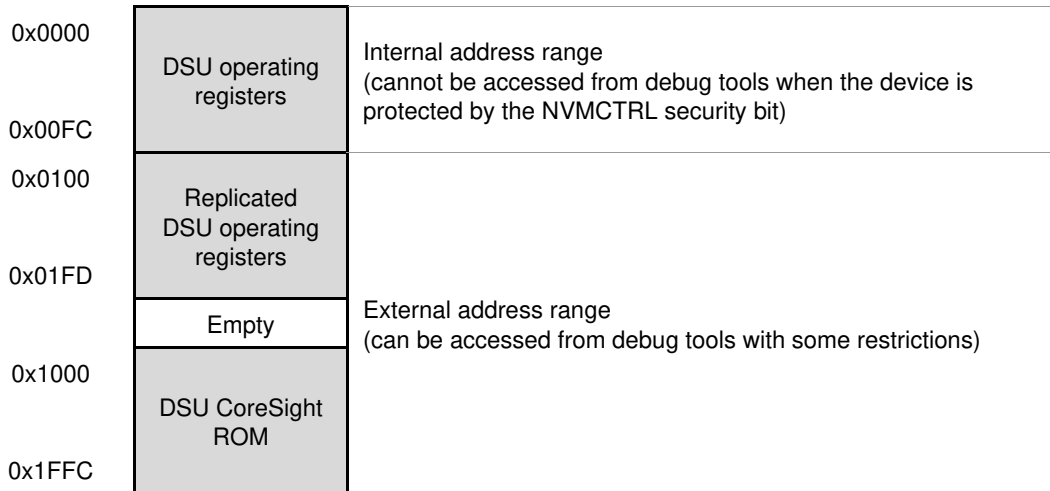 0x0000
DSU operating
registers
Internal address range
(cannot be accessed from debug tools when the device is
protected by the NVMCTRL security bit)
0x00FC
0x0100
Replicated
DSU operating
registers
0x01FD
Empty
External address range
(can be accessed from debug tools with some restrictions)
0x1000
DSU CoreSight
ROM
0x1FFC